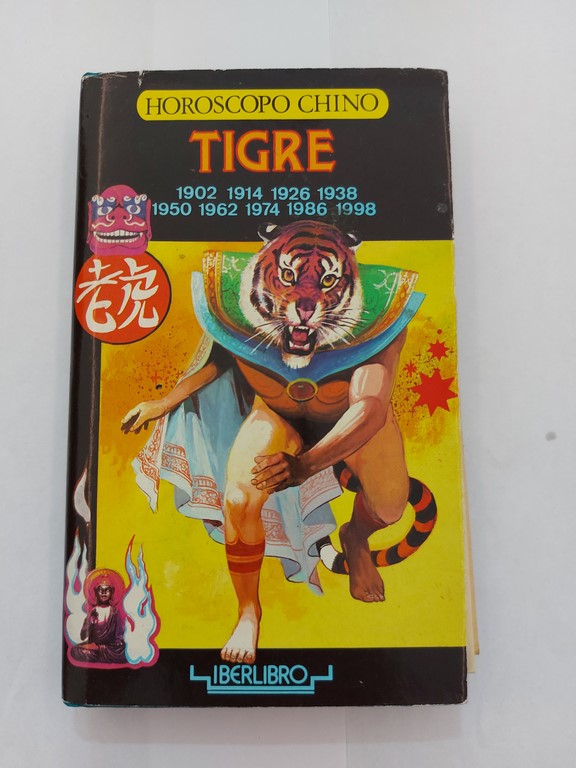 HOROSCOPO CHINO
TIGRE
1902 1914 1926 1938
1950 1962 1974 1986 1998
老虎
IBERLIBRO